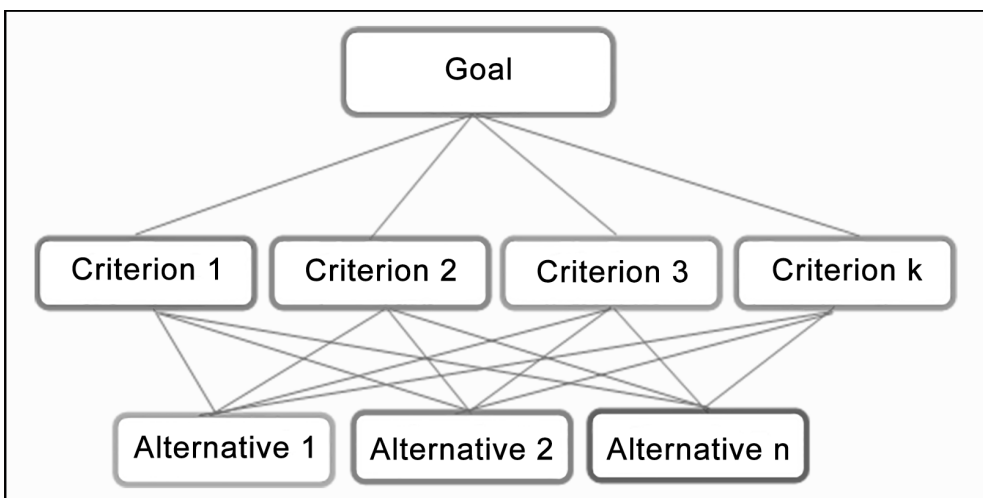 Goal
Criterion 1
Criterion 2
Criterion 3
Criterion k
Alternative 1
Alternative 2
Alternative n